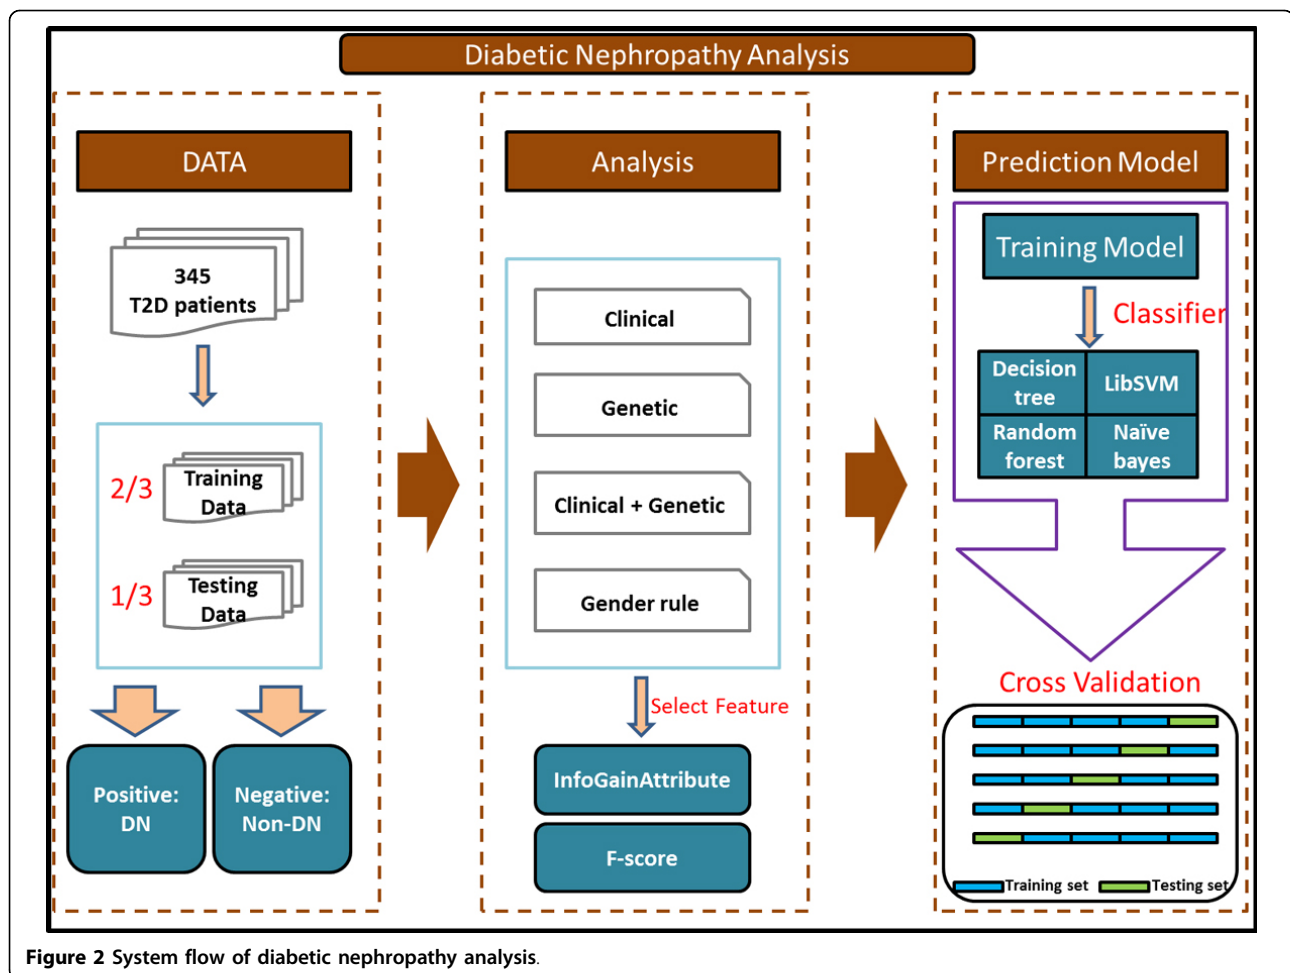 Diabetic Nephropathy Analysis
DATA
345
T2D patients
2/3
Training
Data
1/3
Testing
Data
Positive:
DN
Negative:
Non-DN
Analysis
Clinical
Genetic
Clinical + Genetic
Gender rule
Select Feature
InfoGainAttribute
F-score
Prediction Model
Training Model
Classifier
Decision
tree
LibSVM
Random
forest
Naïve
bayes
Cross Validation
Training set
Testing set
Figure 2 System flow of diabetic nephropathy analysis.